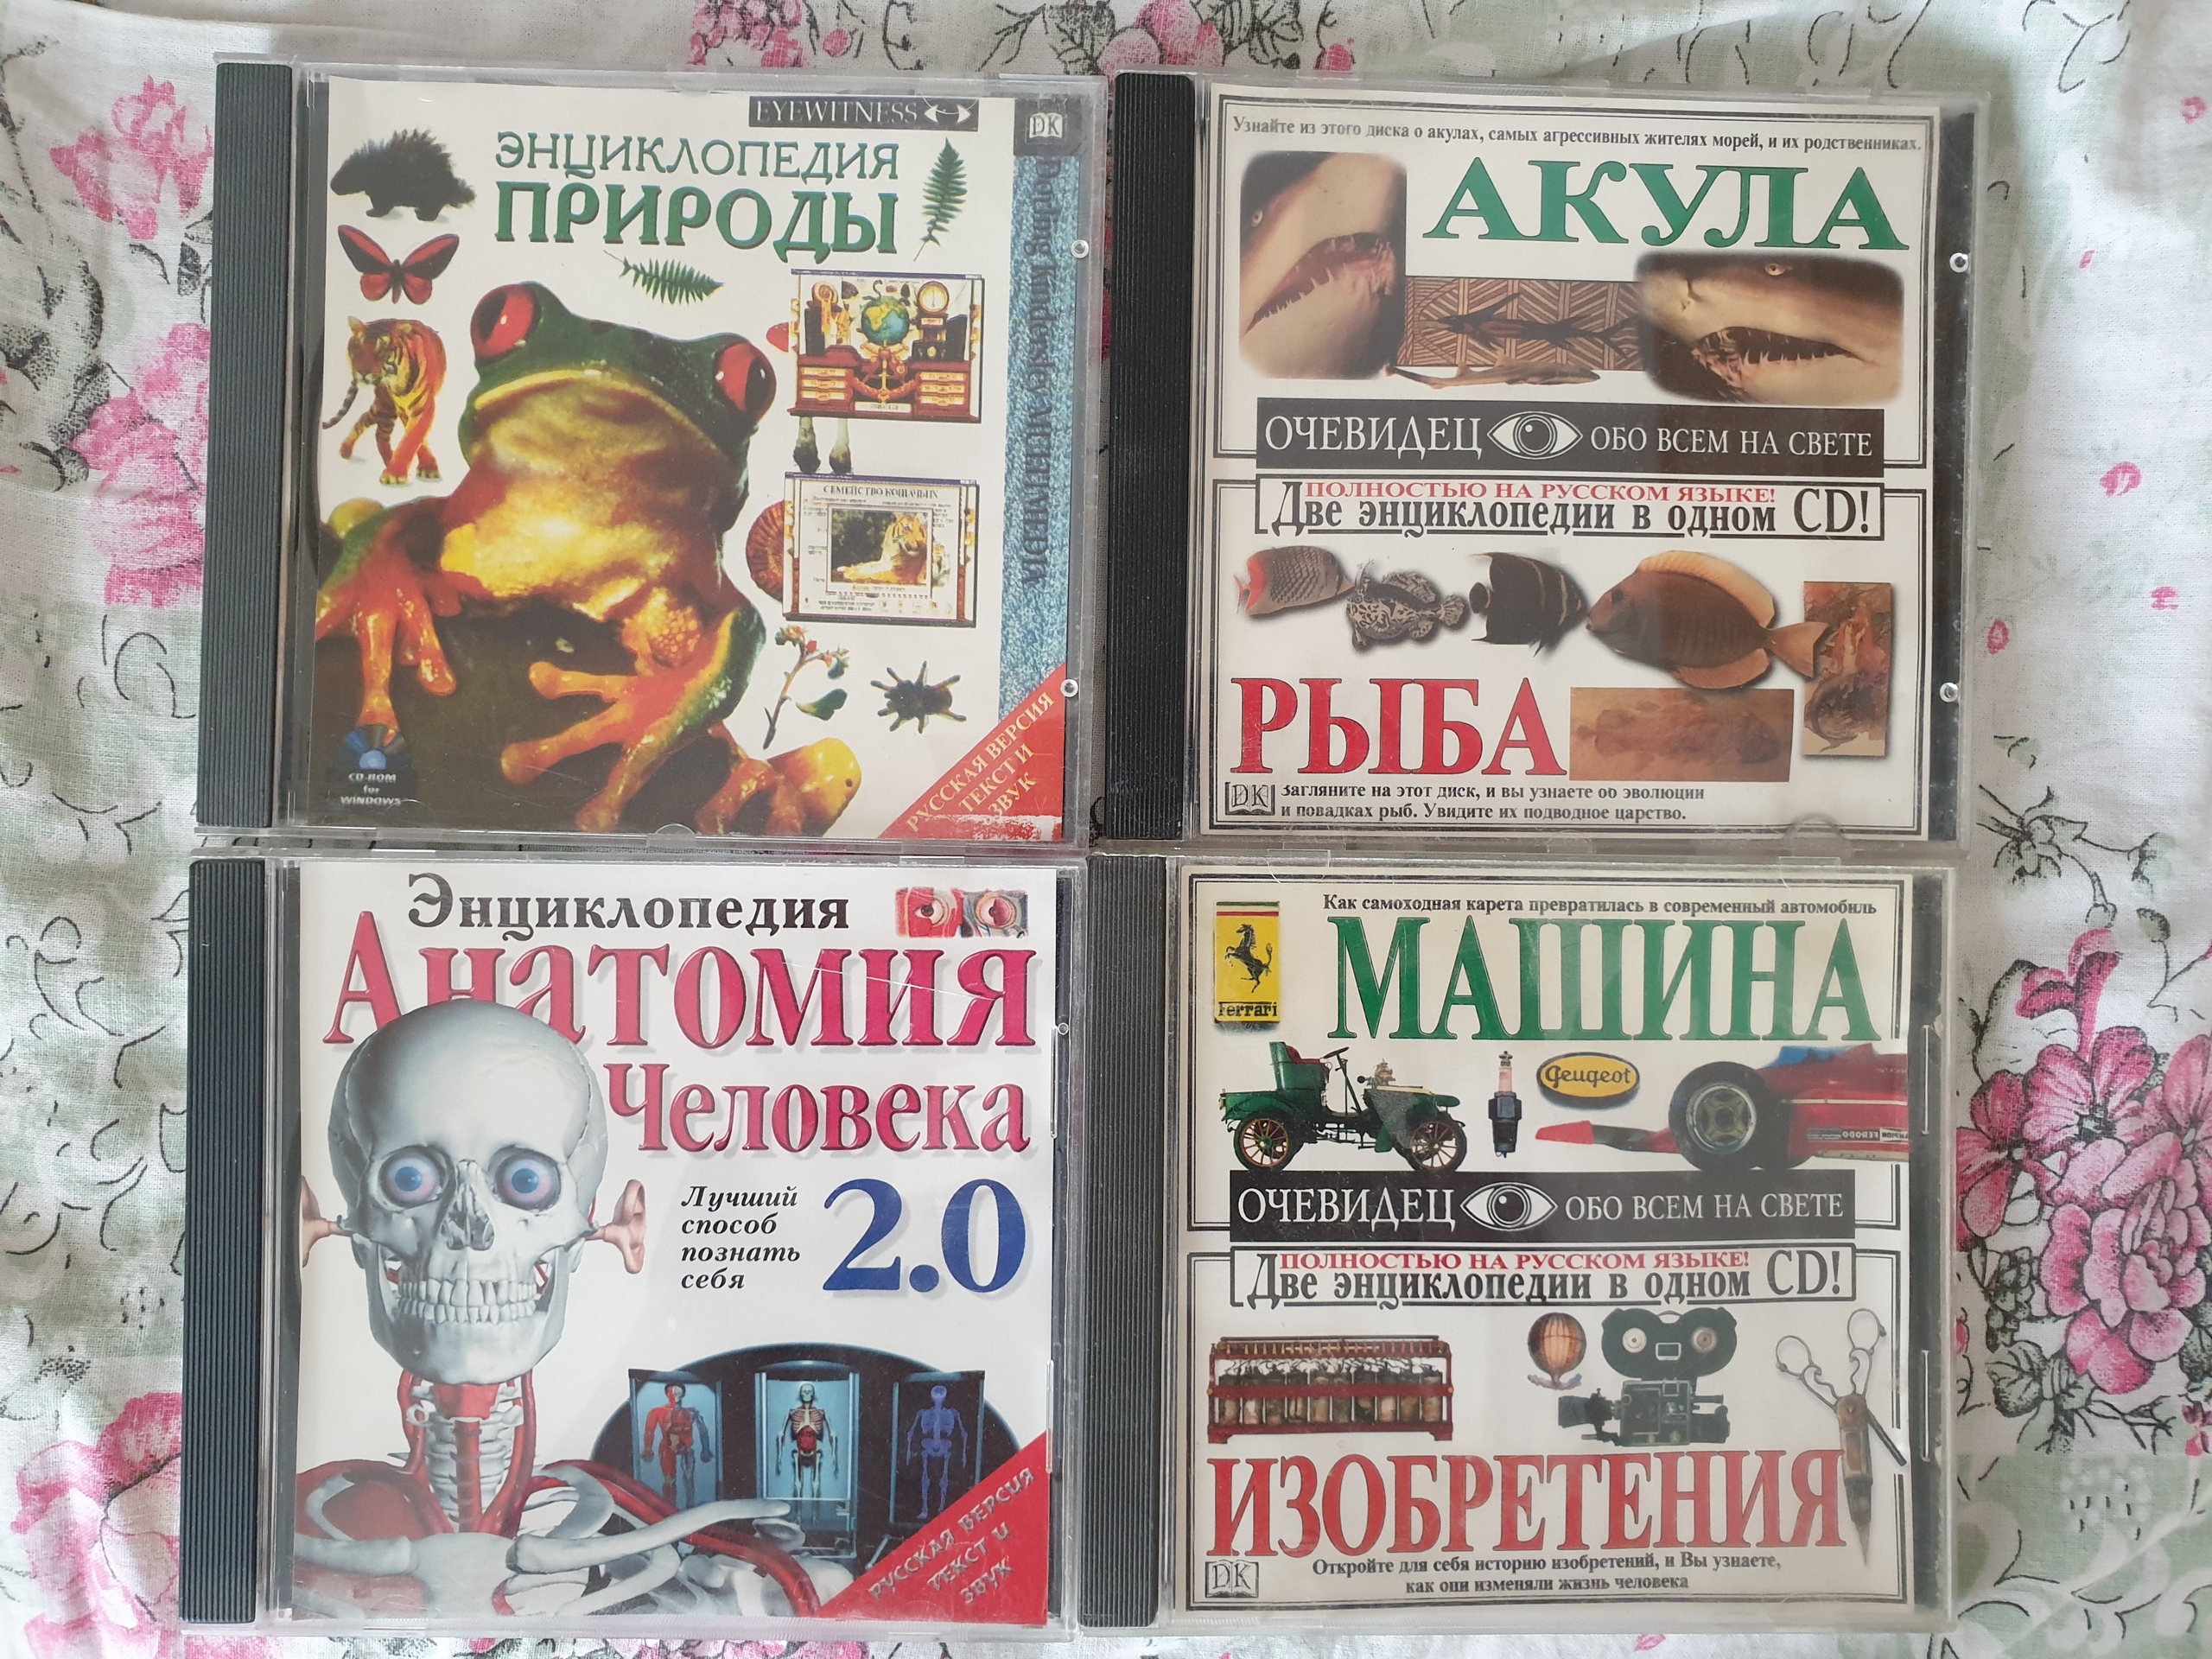 EYEWITNESS
DK
ЭНЦИКЛОПЕДИЯ
ПРИРОДЫ
Dorling Kindersley MULTIMEDIA
СЕМЕЙСТВО КОШАЧЬИХ
CD-ROM
for
WINDOWS
РУССКАЯ ВЕРСИЯ
ТЕКСТ И
ЗВУК
Узнайте из этого диска о акулах, самых агрессивных жителях морей, и их родственниках.
АКУЛА
ОЧЕВИДЕЦ ОБО ВСЕМ НА СВЕТЕ
ПОЛНОСТЬЮ НА РУССКОМ ЯЗЫКЕ!
Две энциклопедии в одном CD!
РЫБА
DK
Загляните на этот диск, и вы узнаете об эволюции
и повадках рыб. Увидите их подводное царство.
Энциклопедия
Анатомия
Человека
Лучший
способ
познать
себя
2.0
РУССКАЯ ВЕРСИЯ
ТЕКСТ И
ЗВУК
Как самоходная карета превратилась в современный автомобиль
МАШИНА
Ferrari
Peugeot
FERODO
ОЧЕВИДЕЦ ОБО ВСЕМ НА СВЕТЕ
ПОЛНОСТЬЮ НА РУССКОМ ЯЗЫКЕ!
Две энциклопедии в одном CD!
ИЗОБРЕТЕНИЯ
DK
Откройте для себя историю изобретений, и Вы узнаете,
как они изменяли жизнь человека